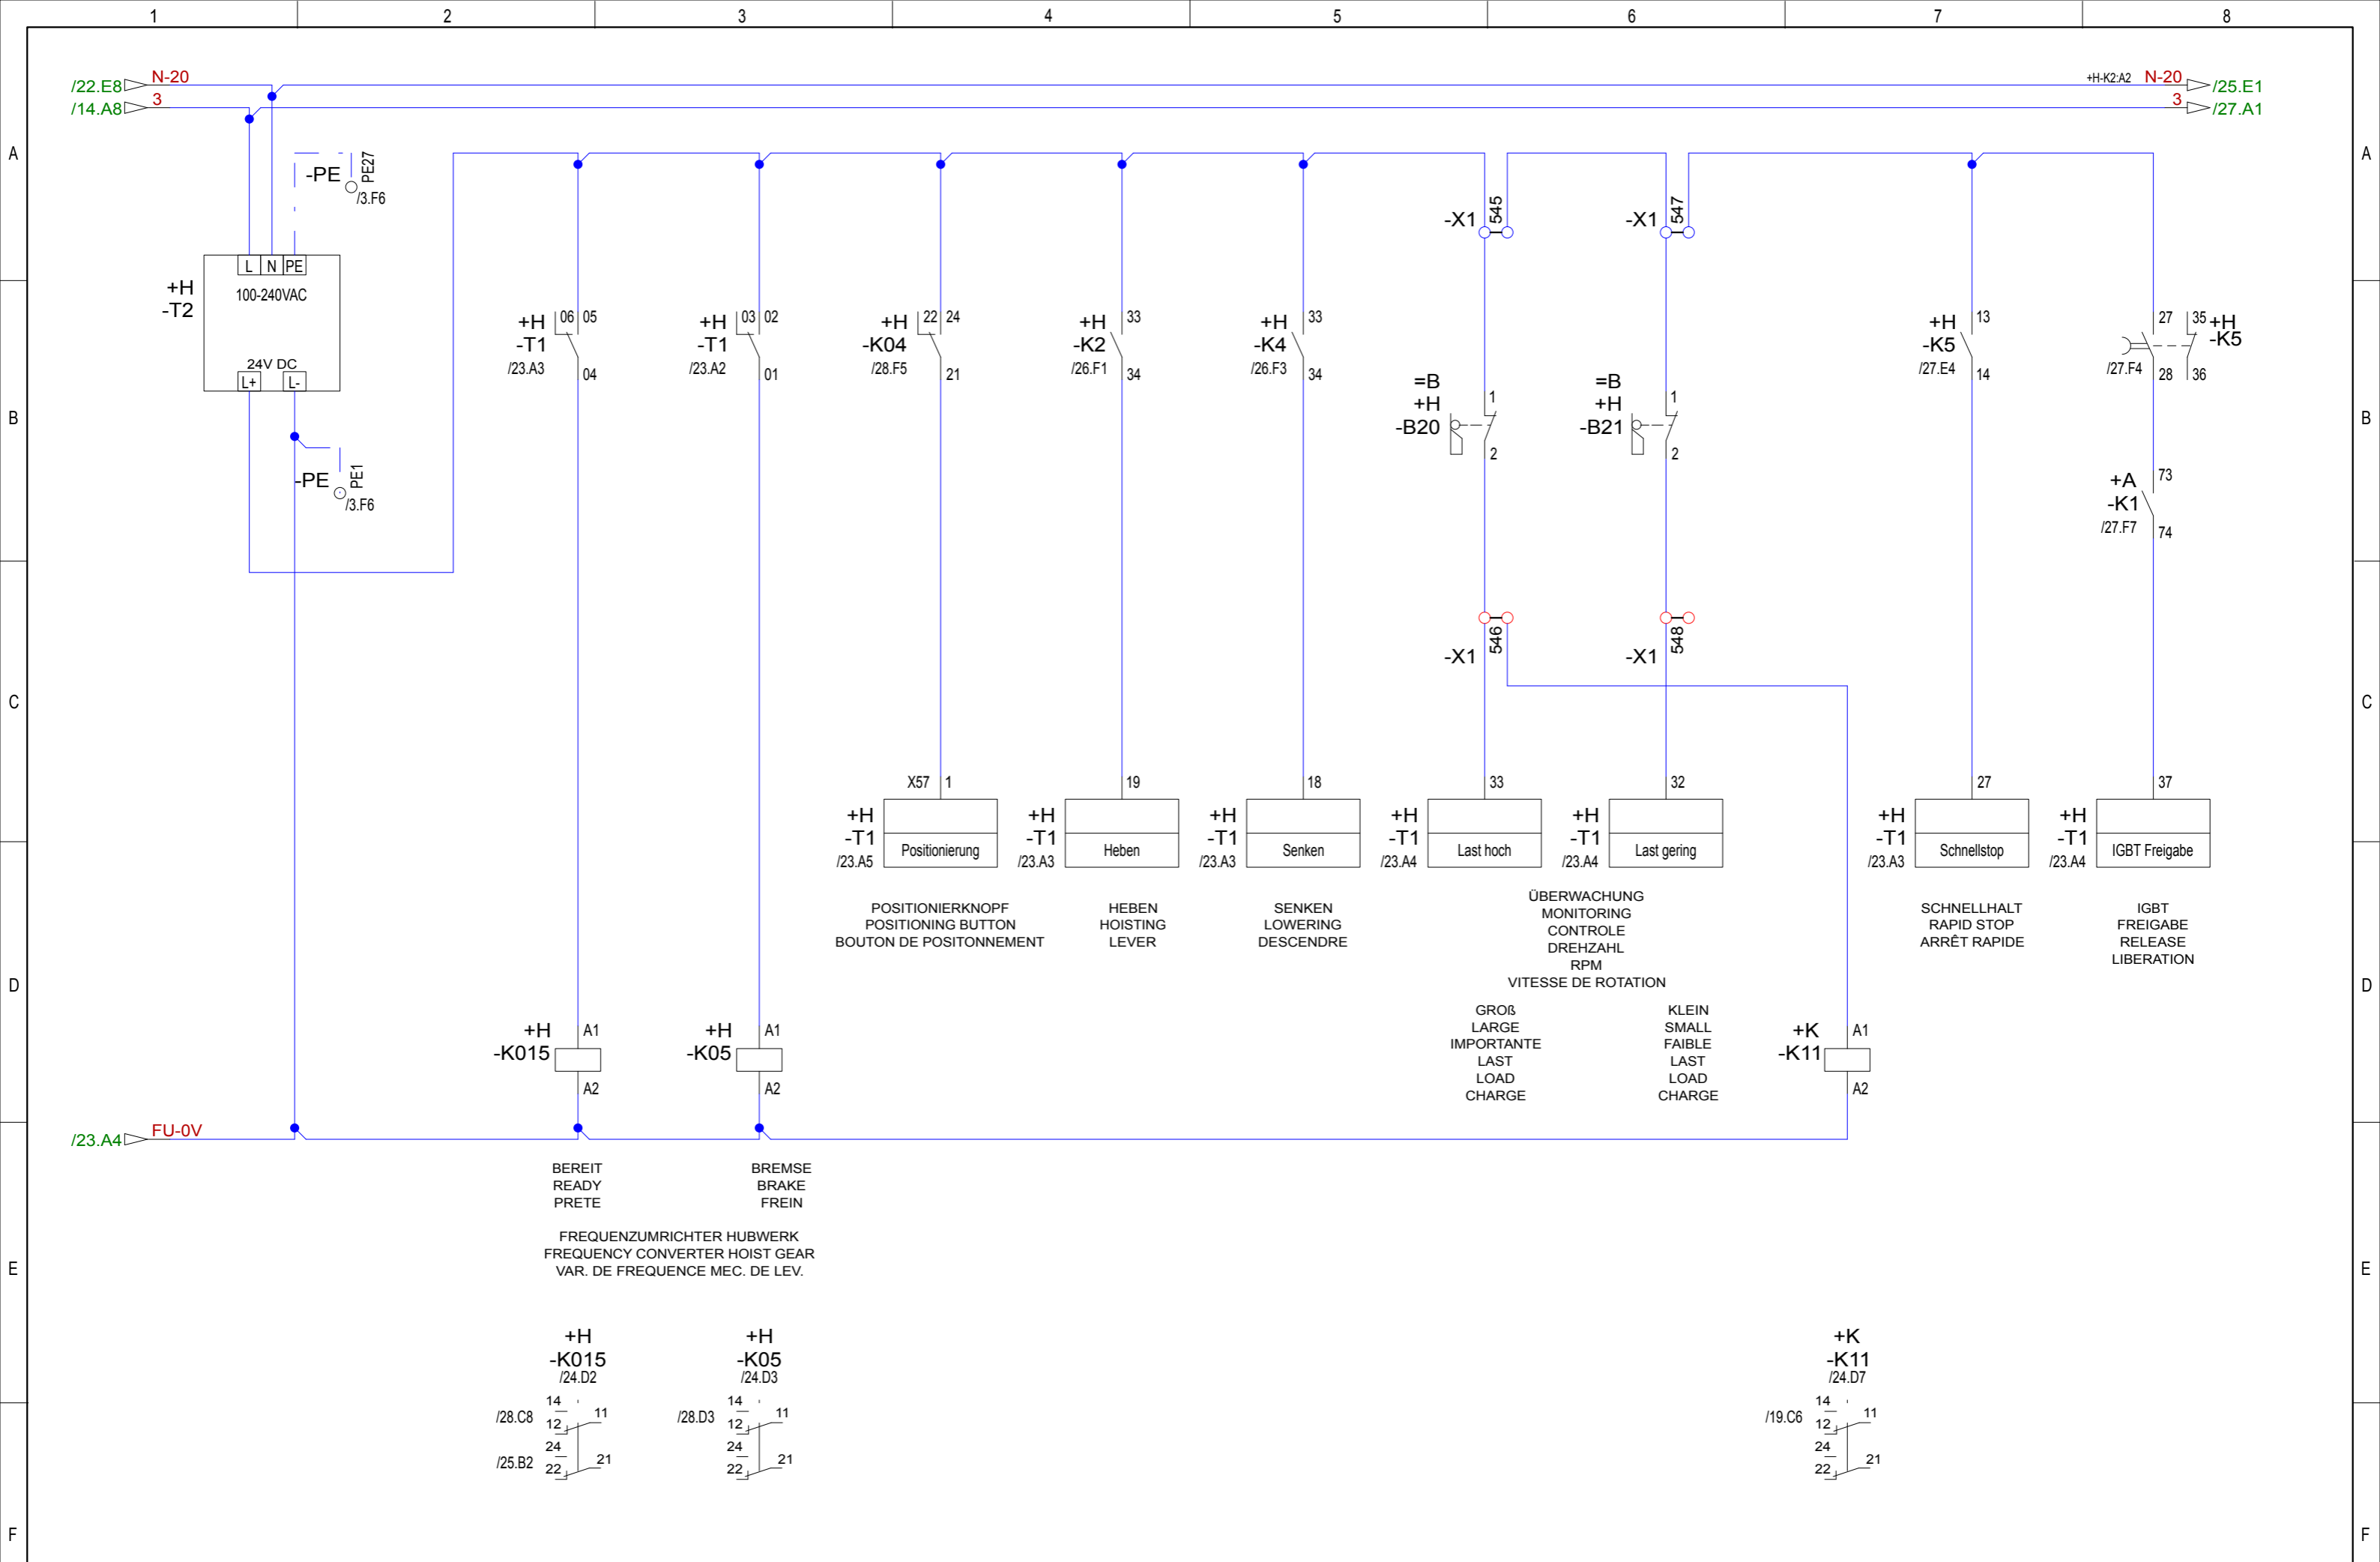 1 2 3 4 5 6 7 8
/22.E8 N-20 +H-K2:A2 N-20 /25.E1
/14.A8 3 3 /27.A1
A A
-PE PE27
/3.F6
-X1 545 -X1 547
L N PE
100-240VAC
+H
-T2
24V DC
L+ L-
+H 06 05
-T1
/23.A3 04
+H 03 02
-T1
/23.A2 01
+H 22 24
-K04
/28.F5 21
+H 33
-K2
/26.F1 34
+H 33
-K4
/26.F3 34
=B
+H 1
-B20
2
=B
+H 1
-B21
2
+H 13
-K5
/27.E4 14
27 35 +H
-K5
/27.F4 28 36
B B
-PE PE1
/3.F6
+A 73
-K1
/27.F7 74
-X1 546 -X1 548
C C
X57 1
+H
-T1
/23.A5 Positionierung
19
+H
-T1
/23.A3 Heben
18
+H
-T1
/23.A3 Senken
33
+H
-T1
/23.A4 Last hoch
32
+H
-T1
/23.A4 Last gering
27
+H
-T1
/23.A3 Schnellstop
37
+H
-T1
/23.A4 IGBT Freigabe
POSITIONIERKNOPF
POSITIONING BUTTON
BOUTON DE POSITONNEMENT
HEBEN
HOISTING
LEVER
SENKEN
LOWERING
DESCENDRE
ÜBERWACHUNG
MONITORING
CONTROLE
DREHZAHL
RPM
VITESSE DE ROTATION
GROß
LARGE
IMPORTANTE
LAST
LOAD
CHARGE
KLEIN
SMALL
FAIBLE
LAST
LOAD
CHARGE
SCHNELLHALT
RAPID STOP
ARRÊT RAPIDE
IGBT
FREIGABE
RELEASE
LIBERATION
D D
+H A1
-K015
A2
+H A1
-K05
A2
+K A1
-K11
A2
/23.A4 FU-0V
BEREIT
READY
PRETE
BREMSE
BRAKE
FREIN
FREQUENZUMRICHTER HUBWERK
FREQUENCY CONVERTER HOIST GEAR
VAR. DE FREQUENCE MEC. DE LEV.
E E
+H
-K015
/24.D2
14
/28.C8 12 11
24
/25.B2 22 21
+H
-K05
/24.D3
14
/28.D3 12 11
24
22 21
+K
-K11
/24.D7
14
/19.C6 12 11
24
22 21
F F